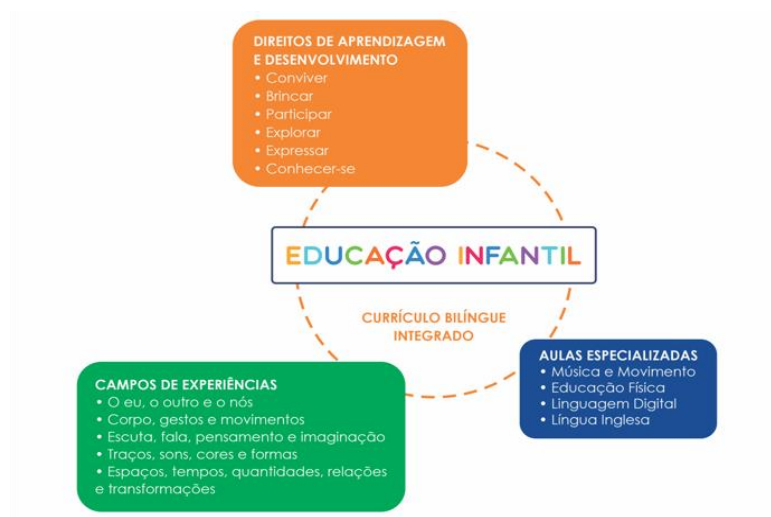 DIREITOS DE APRENDIZAGEM
E DESENVOLVIMENTO
• Conviver
• Brincar
• Participar
• Explorar
• Expressar
• Conhecer-se
EDUCAÇÃO INFANTIL
CURRÍCULO BILÍNGUE
INTEGRADO
CAMPOS DE EXPERIÊNCIAS
• O eu, o outro e o nós
• Corpo, gestos e movimentos
• Escuta, fala, pensamento e imaginação
• Traços, sons, cores e formas
• Espaços, tempos, quantidades, relações
e transformações
AULAS ESPECIALIZADAS
• Música e Movimento
• Educação Física
• Linguagem Digital
• Língua Inglesa